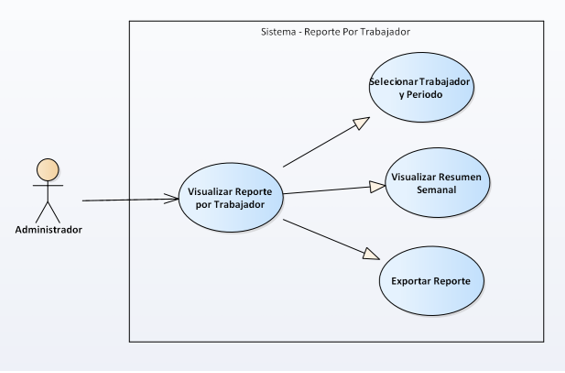 Sistema - Reporte Por Trabajador
Selecionar Trabajador
y Periodo
Visualizar Reporte
por Trabajador
Visualizar Resumen
Semanal
Administrador
Exportar Reporte